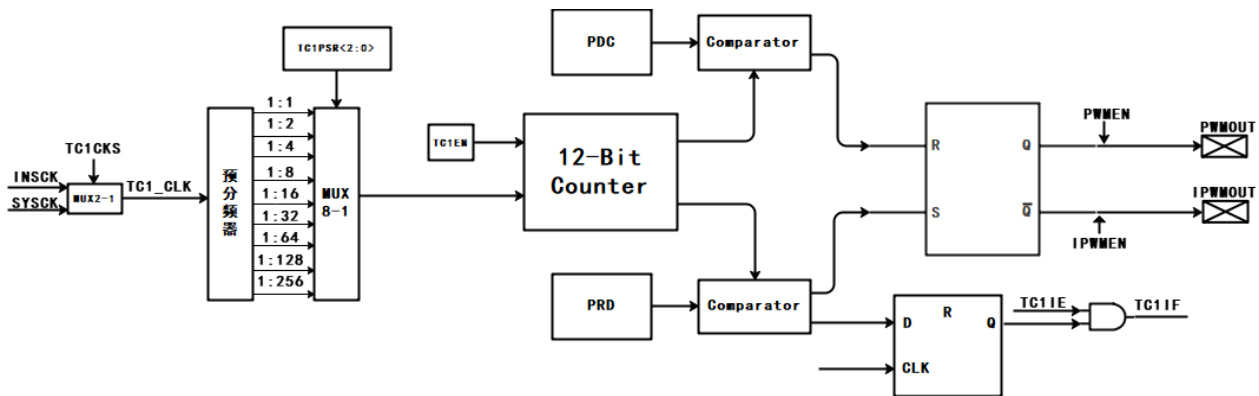 TC1PSR<2:0>
PDC
Comparator
1:1
1:2
1:4
1:8
1:16
1:32
1:64
1:128
1:256
TC1CKS
INSCK
SYSCK
MUX2-1
TC1_CLK
预分频器
MUX
8-1
TC1EN
12-Bit
Counter
R
Q
S
Q̅
PWMEN
PWMOUT
IPWMOUT
IPWMEN
PRD
Comparator
D
R
Q
CLK
TC1IE
TC1IF